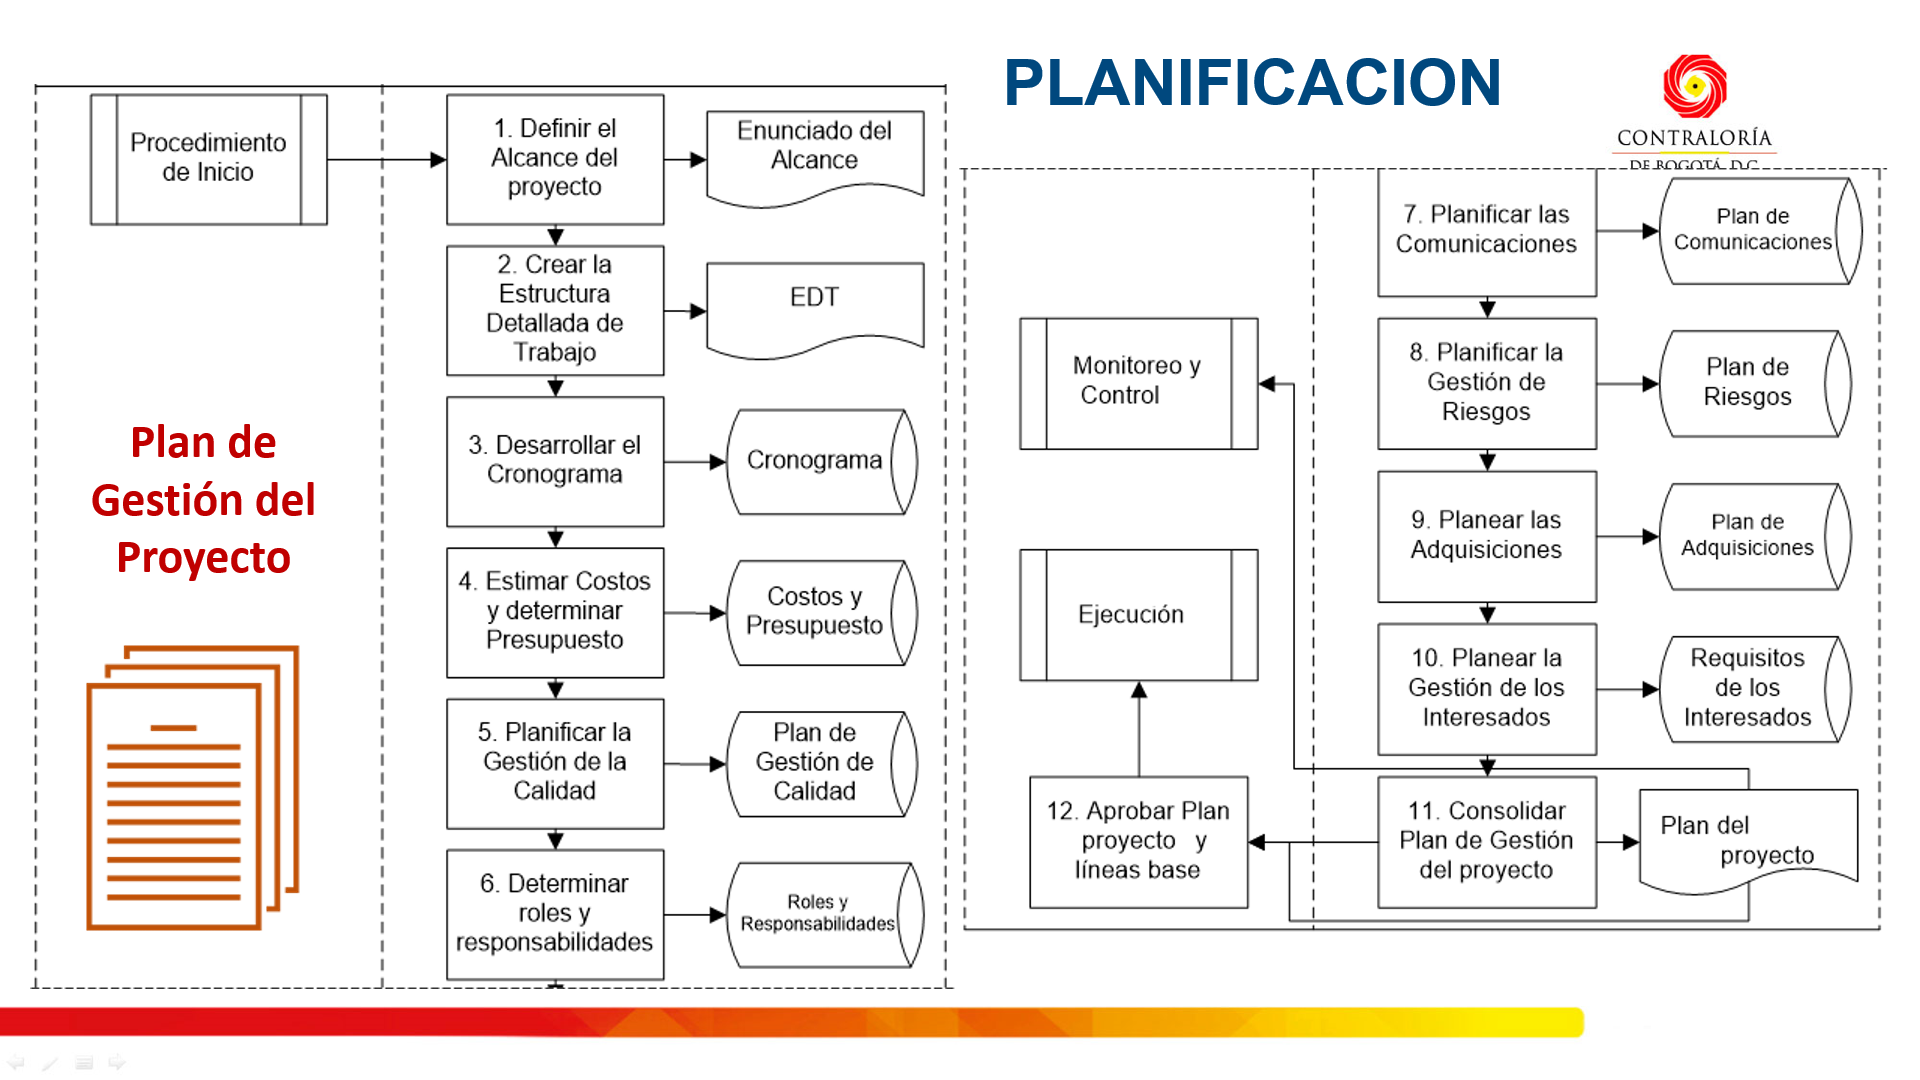 PLANIFICACION
CONTRALORÍA
DE BOGOTÁ, D.C.
Procedimiento
de Inicio
1. Definir el
Alcance del
proyecto
Enunciado del
Alcance
2. Crear la
Estructura
Detallada de
Trabajo
EDT
3. Desarrollar el
Cronograma
Cronograma
Plan de
Gestión del
Proyecto
4. Estimar Costos
y determinar
Presupuesto
Costos y
Presupuesto
5. Planificar la
Gestión de la
Calidad
Plan de
Gestión de
Calidad
6. Determinar
roles y
responsabilidades
Roles y
Responsabilidades
7. Planificar las
Comunicaciones
Plan de
Comunicaciones
Monitoreo y
Control
8. Planificar la
Gestión de
Riesgos
Plan de
Riesgos
9. Planear las
Adquisiciones
Plan de
Adquisiciones
Ejecución
10. Planear la
Gestión de los
Interesados
Requisitos
de los
Interesados
12. Aprobar Plan
proyecto y
líneas base
11. Consolidar
Plan de Gestión
del proyecto
Plan del
proyecto